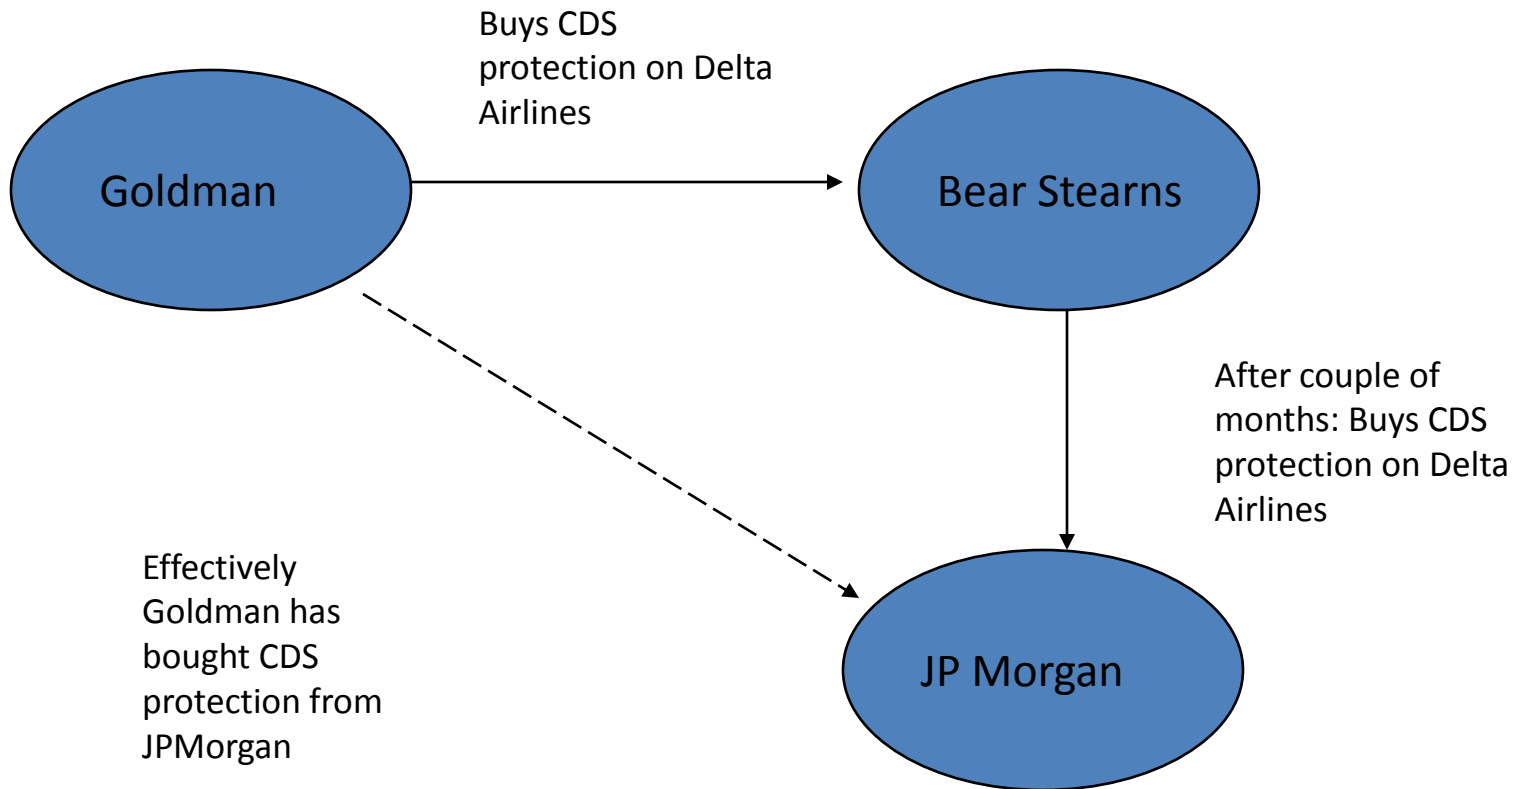 Buys CDS
protection on Delta
Airlines
Goldman
Bear Stearns
After couple of
months: Buys CDS
protection on Delta
Airlines
Effectively
Goldman has
bought CDS
protection from
JPMorgan
JP Morgan